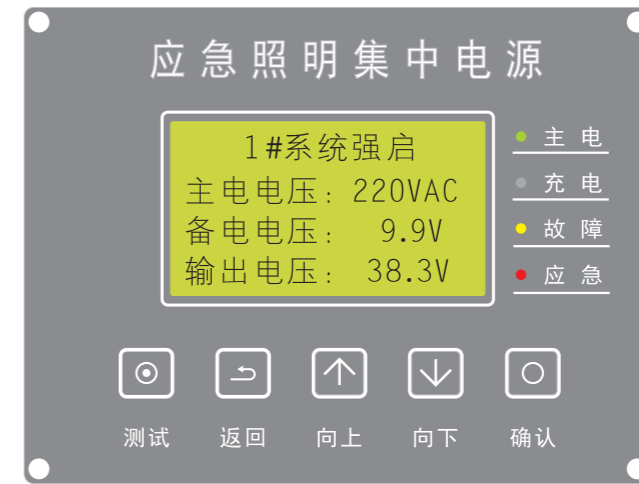 应急照明集中电源
1#系统强启
主电电压: 220VAC
备电电压: 9.9V
输出电压: 38.3V
主电
充电
故障
应急
测试 返回 向上 向下 确认